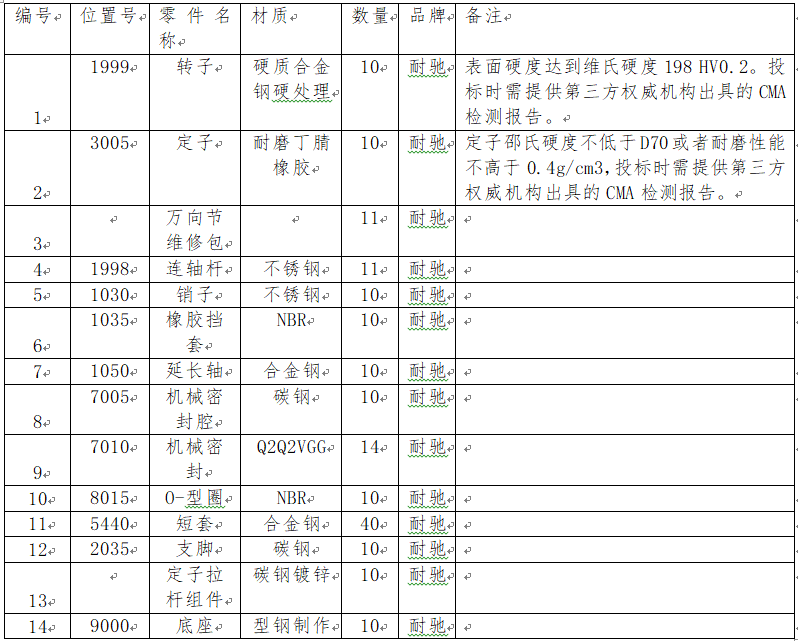 编号 位置号 零件名 材质 数量 品牌 备注
称
1999 转子 硬质合金 10 耐驰 表面硬度达到维氏硬度198 HV0.2。投
钢硬处理 标时需提供第三方权威机构出具的CMA
1 检测报告。
3005 定子 耐磨丁腈 10 耐驰 定子邵氏硬度不低于D70或者耐磨性能
橡胶 不高于 0.4g/cm3,投标时需提供第三方
2 权威机构出具的CMA 检测报告。
万向节 11 耐驰
3 维修包
4 1998 连轴杆 不锈钢 11 耐驰
5 1030 销子 不锈钢 10 耐驰
1035 橡胶挡 NBR 10 耐驰
6 套
7 1050 延长轴 合金钢 10 耐驰
7005 机械密 碳钢 10 耐驰
8 封腔
7010 机械密 Q2Q2VGG 14 耐驰
9 封
10 8015 O-型圈 NBR 10 耐驰
11 5440 短套 合金钢 40 耐驰
12 2035 支脚 碳钢 10 耐驰
定子拉 碳钢镀锌 10 耐驰
13 杆组件
14 9000 底座 型钢制作 10 耐驰